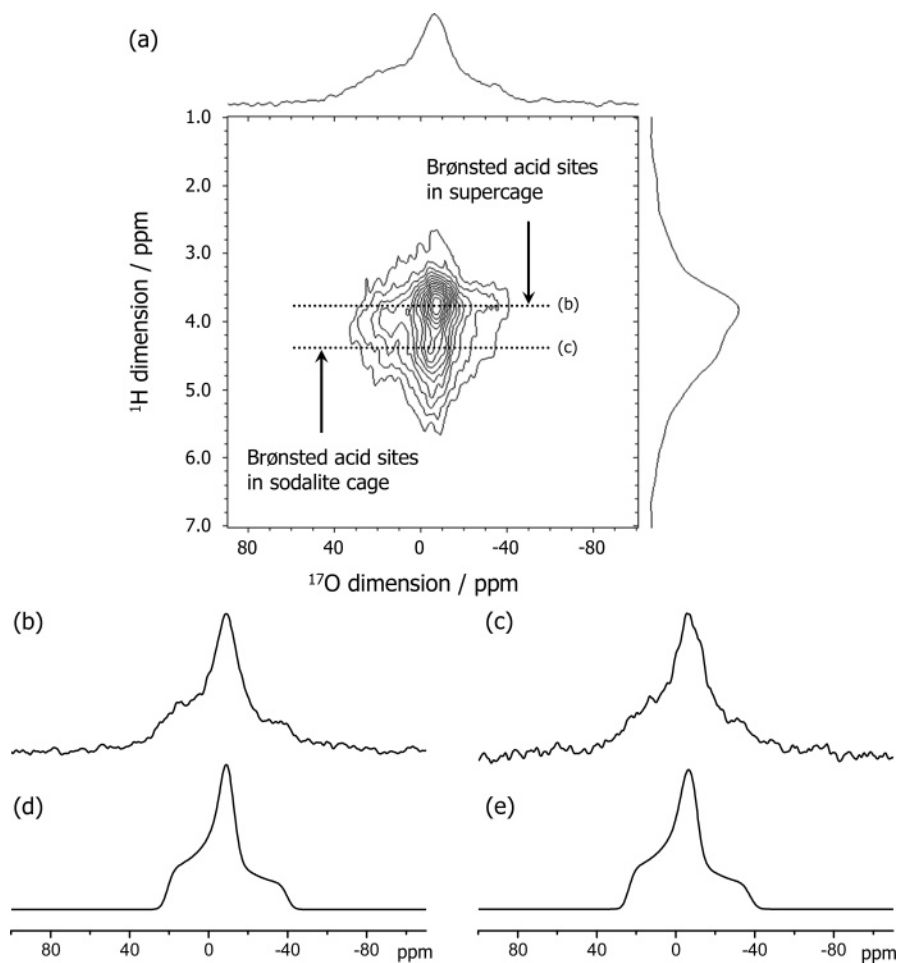 (a)
1.0
2.0
3.0
4.0
5.0
6.0
7.0
¹H dimension / ppm
Brønsted acid sites
in supercage
(b)
(c)
Brønsted acid sites
in sodalite cage
80 40 0 -40 -80
¹⁷O dimension / ppm
(b) (c)
(d) (e)
80 40 0 -40 -80 ppm 80 40 0 -40 -80 ppm